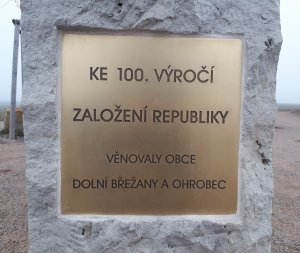 KE 100. VÝROČÍ
ZALOŽENÍ REPUBLIKY
VĚNOVALY OBCE
DOLNÍ BŘEŽANY A OHROBEC